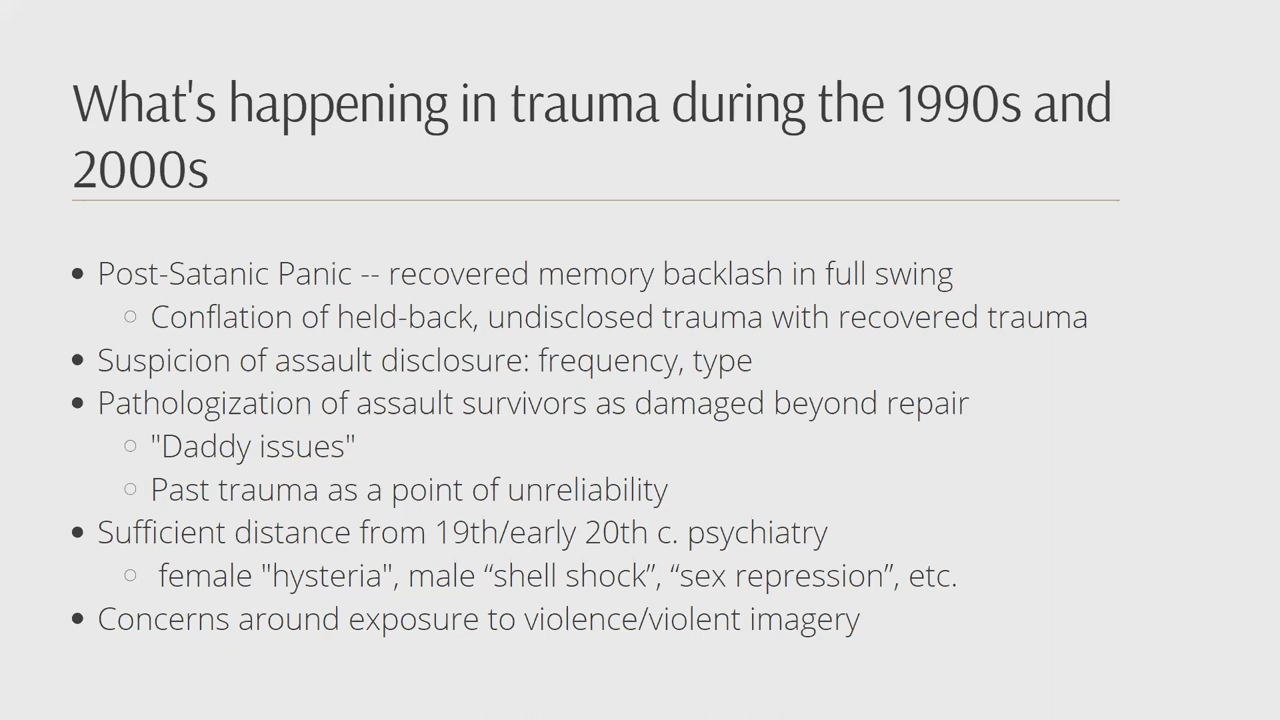 What's happening in trauma during the 1990s and
2000s
• Post-Satanic Panic -- recovered memory backlash in full swing
○ Conflation of held-back, undisclosed trauma with recovered trauma
• Suspicion of assault disclosure: frequency, type
• Pathologization of assault survivors as damaged beyond repair
○ "Daddy issues"
○ Past trauma as a point of unreliability
• Sufficient distance from 19th/early 20th c. psychiatry
○ female "hysteria", male “shell shock”, “sex repression”, etc.
• Concerns around exposure to violence/violent imagery